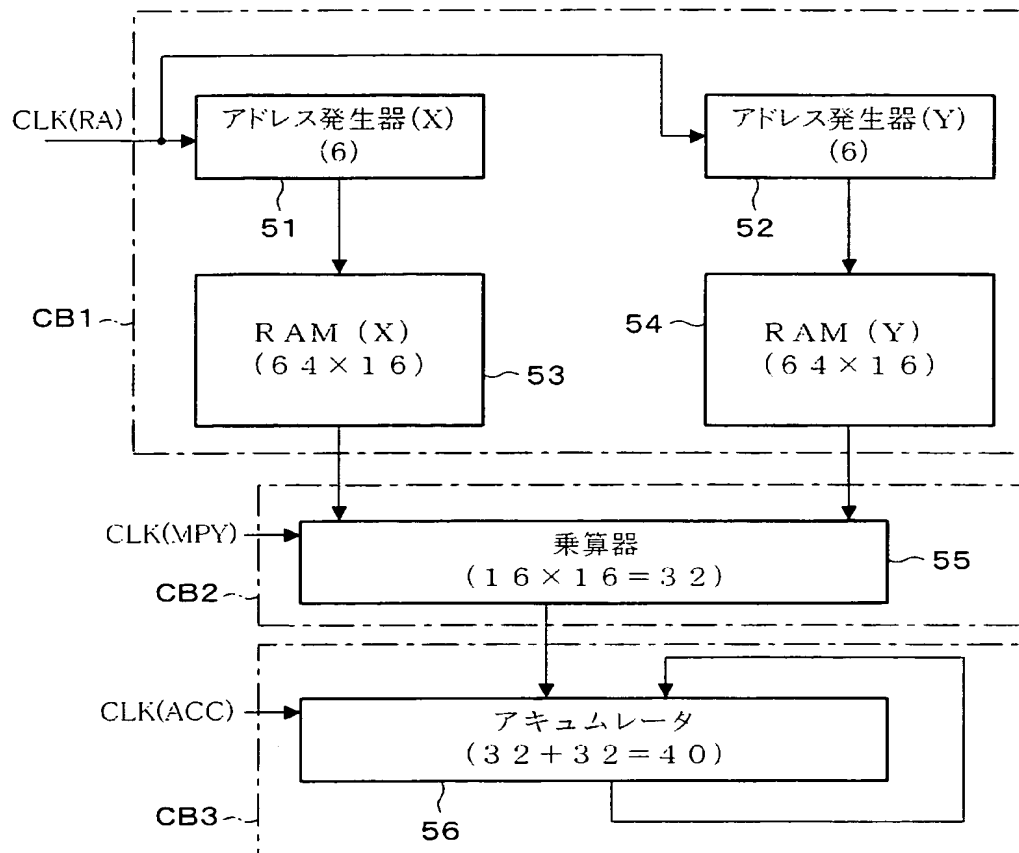 CLK(RA)
アドレス発生器(X)
(6)
アドレス発生器(Y)
(6)
51
52
CB1
RAM (X)
(64×16)
53
54
RAM (Y)
(64×16)
CLK(MPY)
乗算器
(16×16=32)
55
CB2
CLK(ACC)
アキュムレータ
(32+32=40)
56
CB3